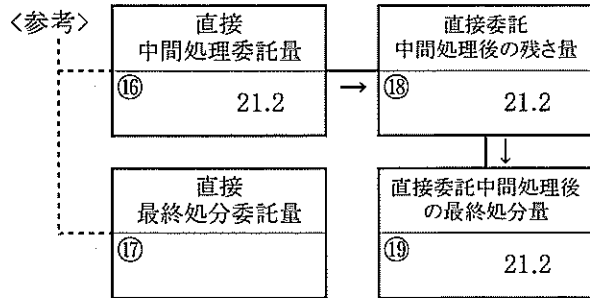 〈参考〉
直接
中間処理委託量
⑯
21.2
→
直接委託
中間処理後の残さ量
⑱
21.2
↓
直接
最終処分委託量
⑰
直接委託中間処理後
の最終処分量
⑲
21.2